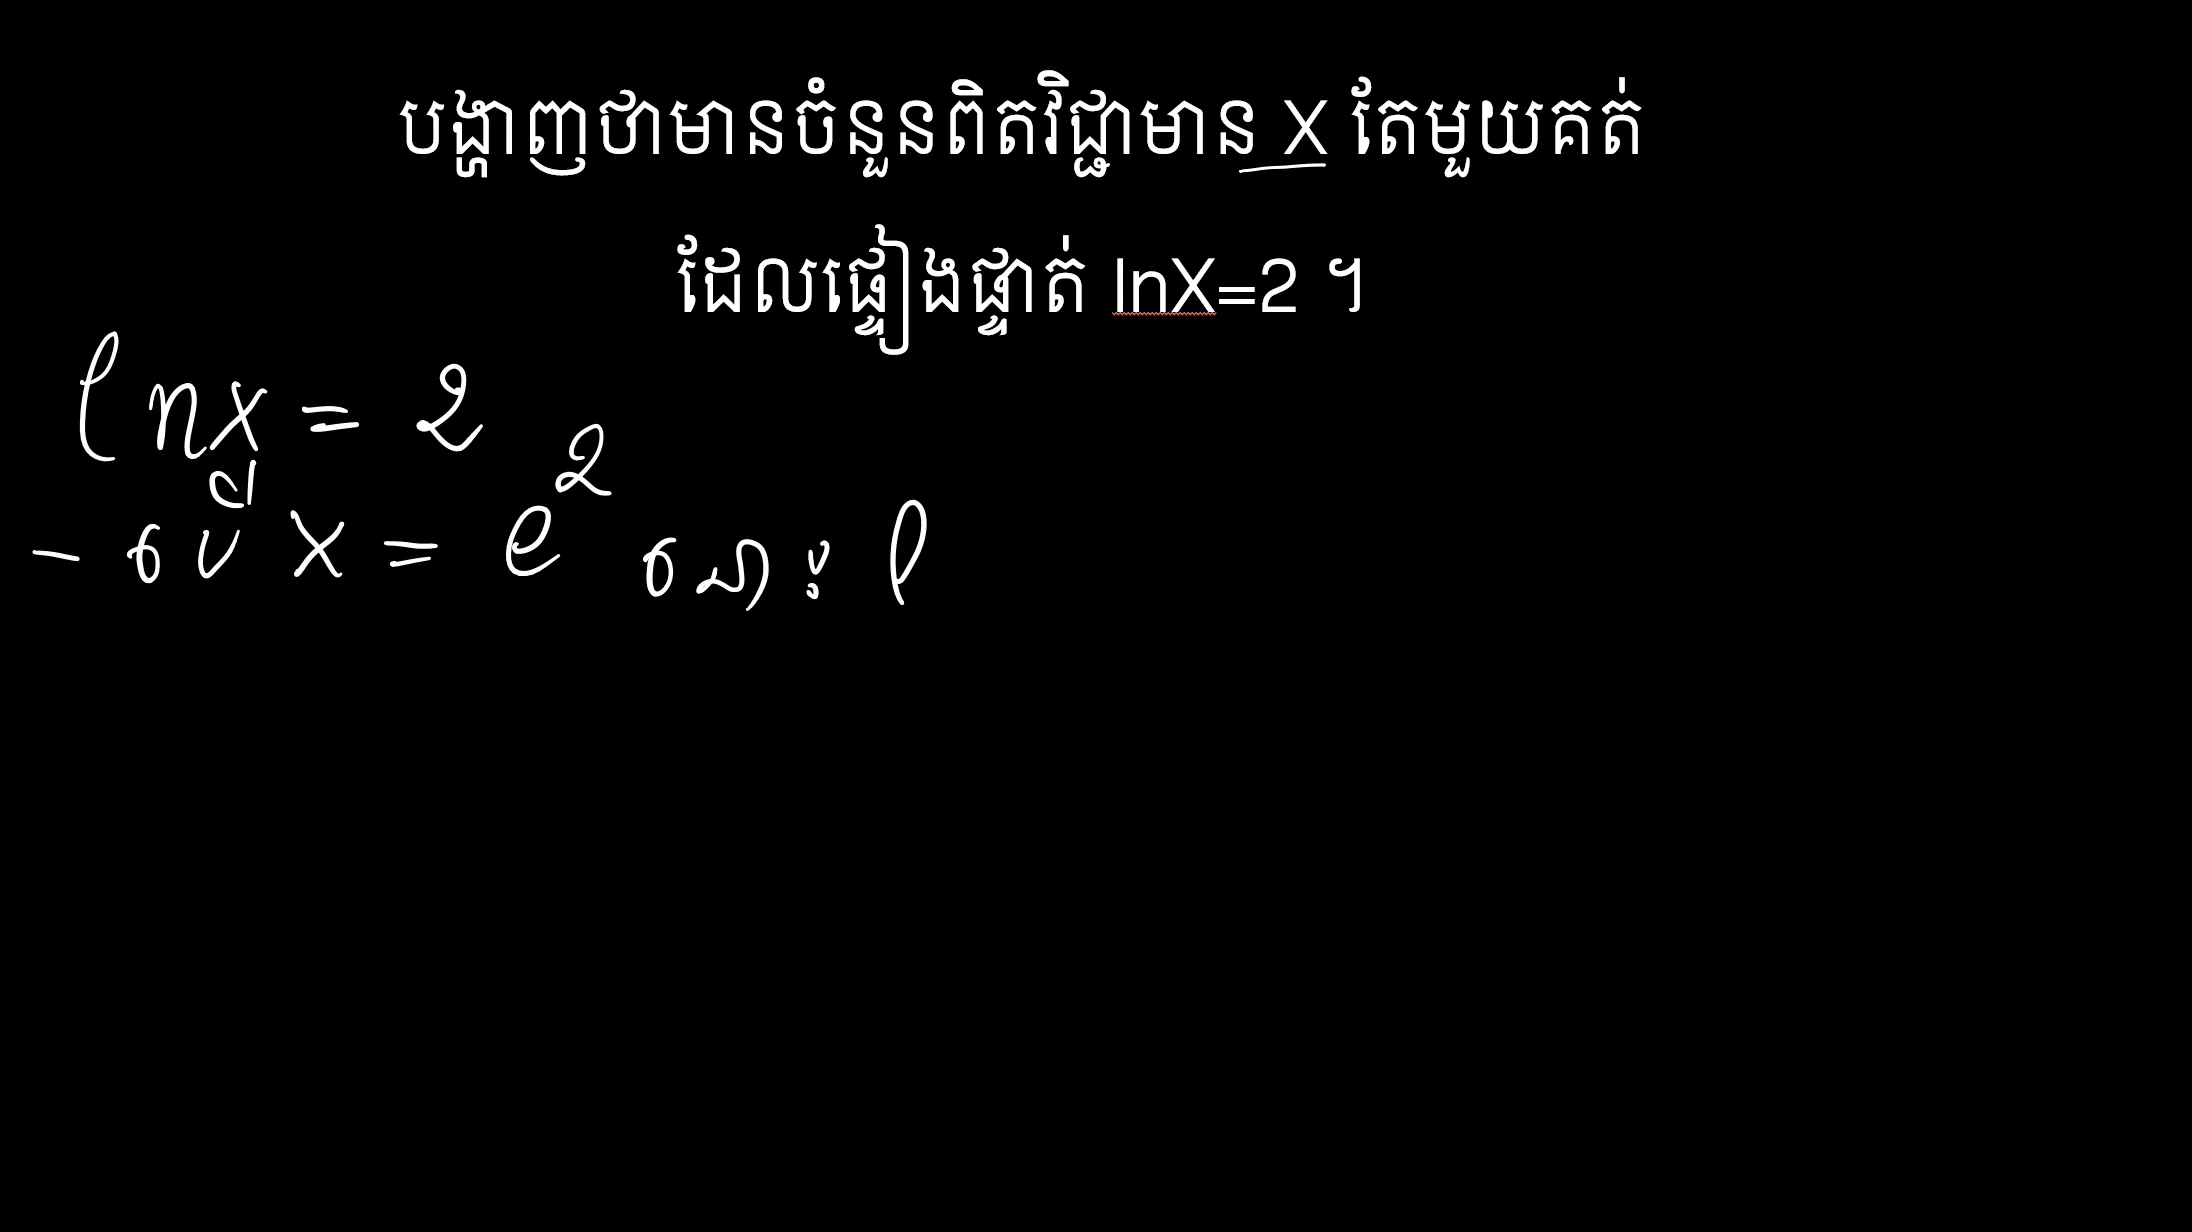 បង្ហាញថាមានចំនួនពិតវិជ្ជាមាន X តែមួយគត់
ដែលផ្ទៀងផ្ទាត់ lnX=2 ។
lnx = 2
- បើ x = e² នោះ l